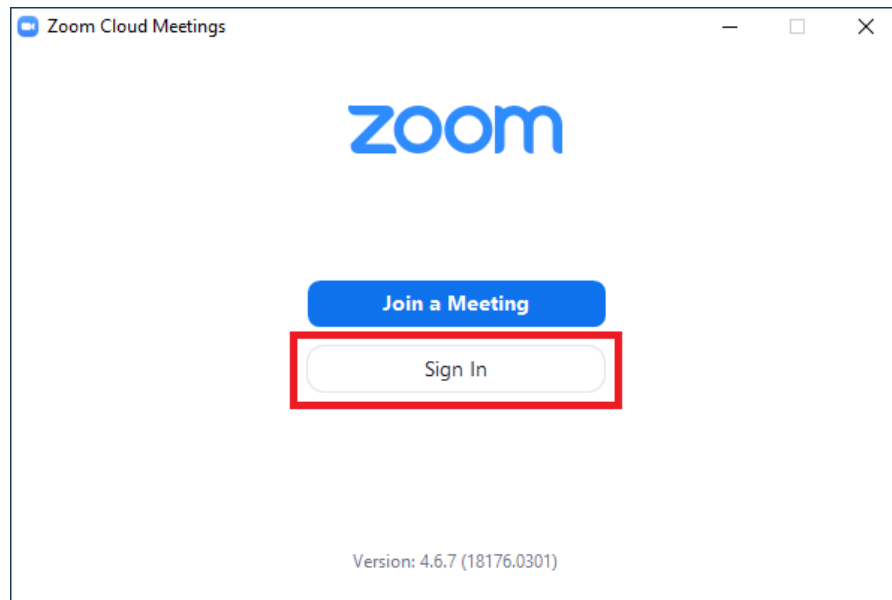 Zoom Cloud Meetings
zoom
Join a Meeting
Sign In
Version: 4.6.7 (18176.0301)